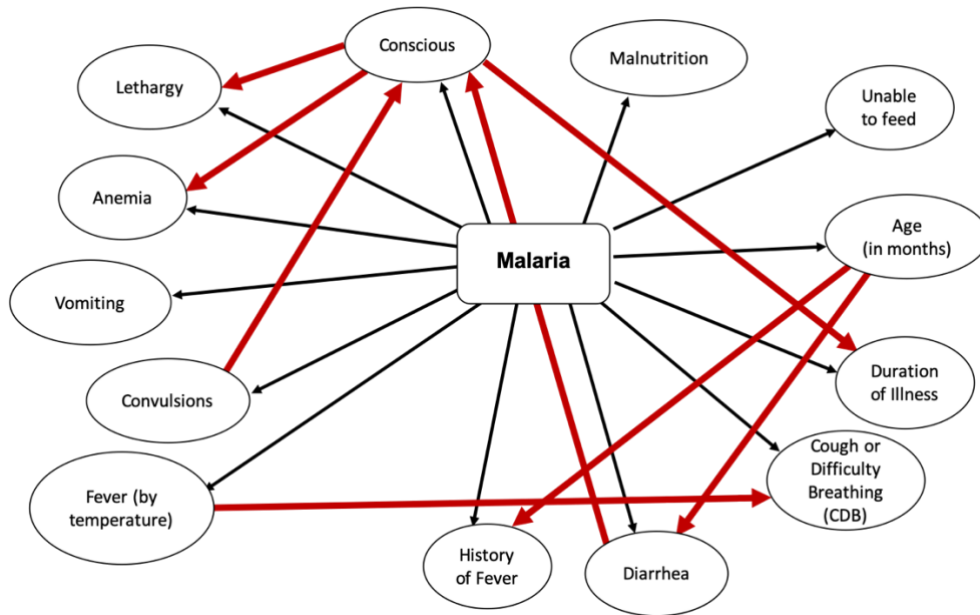 Conscious
Malnutrition
Lethargy
Unable
to feed
Anemia
Age
(in months)
Malaria
Vomiting
Duration
of Illness
Convulsions
Cough or
Difficulty
Breathing
(CDB)
Fever (by
temperature)
History
of Fever
Diarrhea